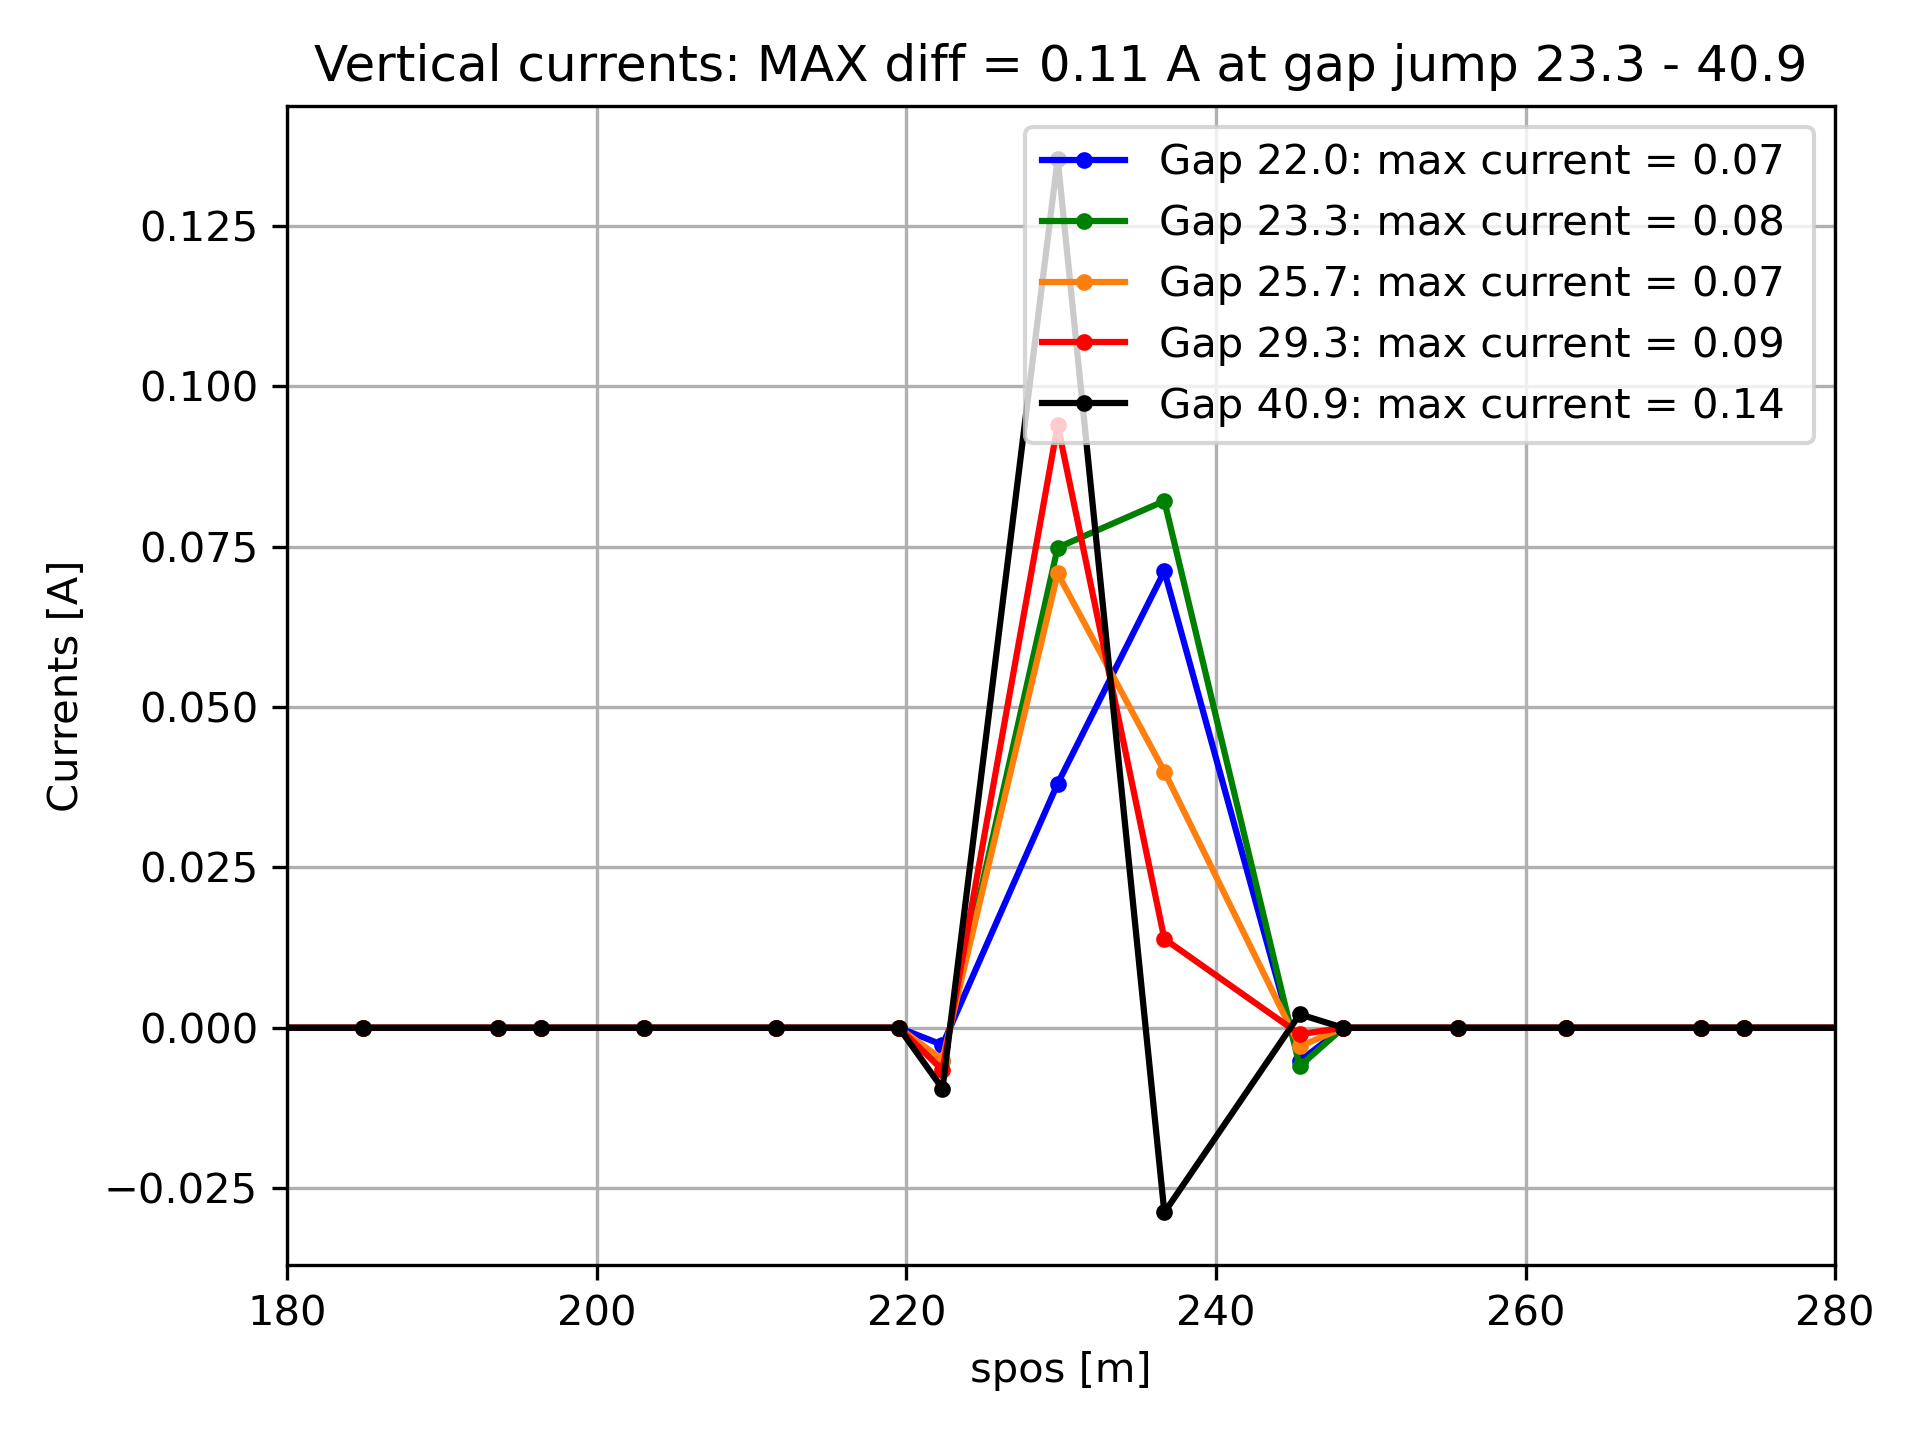 Vertical currents: MAX diff = 0.11 A at gap jump 23.3 - 40.9
Gap 22.0: max current = 0.07
Gap 23.3: max current = 0.08
Gap 25.7: max current = 0.07
Gap 29.3: max current = 0.09
Gap 40.9: max current = 0.14
Currents [A]
0.125
0.100
0.075
0.050
0.025
0.000
−0.025
180 200 220 240 260 280
spos [m]